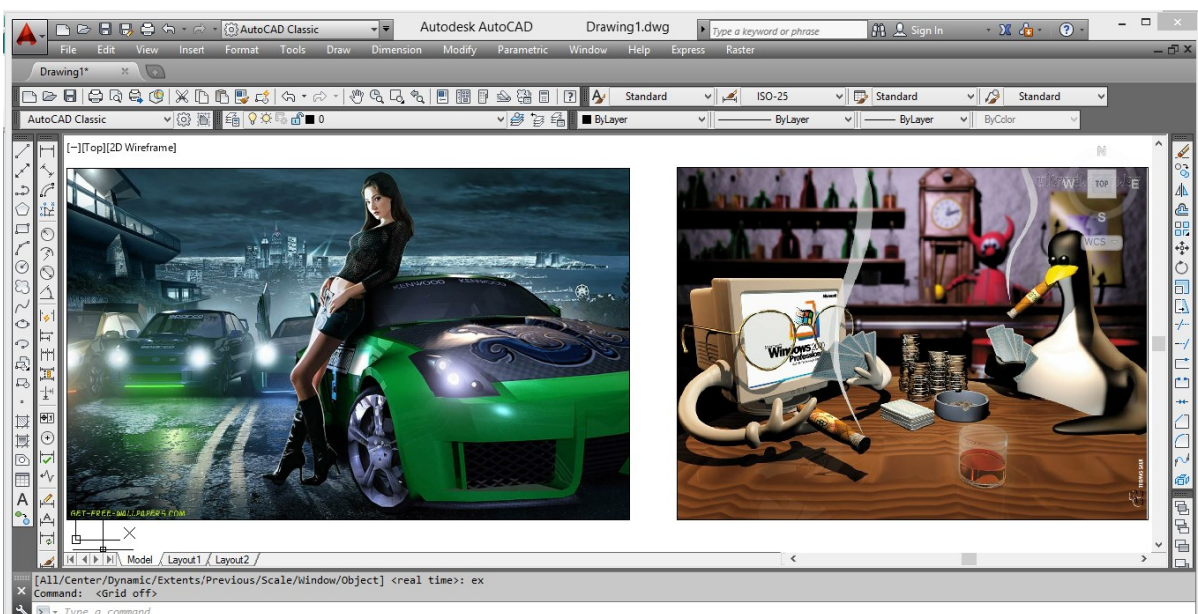 AutoCAD Classic
Autodesk AutoCAD Drawing1.dwg
Type a keyword or phrase
Sign In
File Edit View Insert Format Tools Draw Dimension Modify Parametric Window Help Express Raster
Drawing1*
Standard ISO-25 Standard Standard
AutoCAD Classic 0 ByLayer ByLayer ByLayer ByColor
[−][Top][2D Wireframe]
N
W TOP E
S
WCS
KENWOOD KENWOOD
Microsoft
Windows 2000
Professional
GET-FREE-WALLPAPERS.COM
Model Layout1 Layout2
[All/Center/Dynamic/Extents/Previous/Scale/Window/Object] <real time>: ex
Command: <Grid off>
Type a command